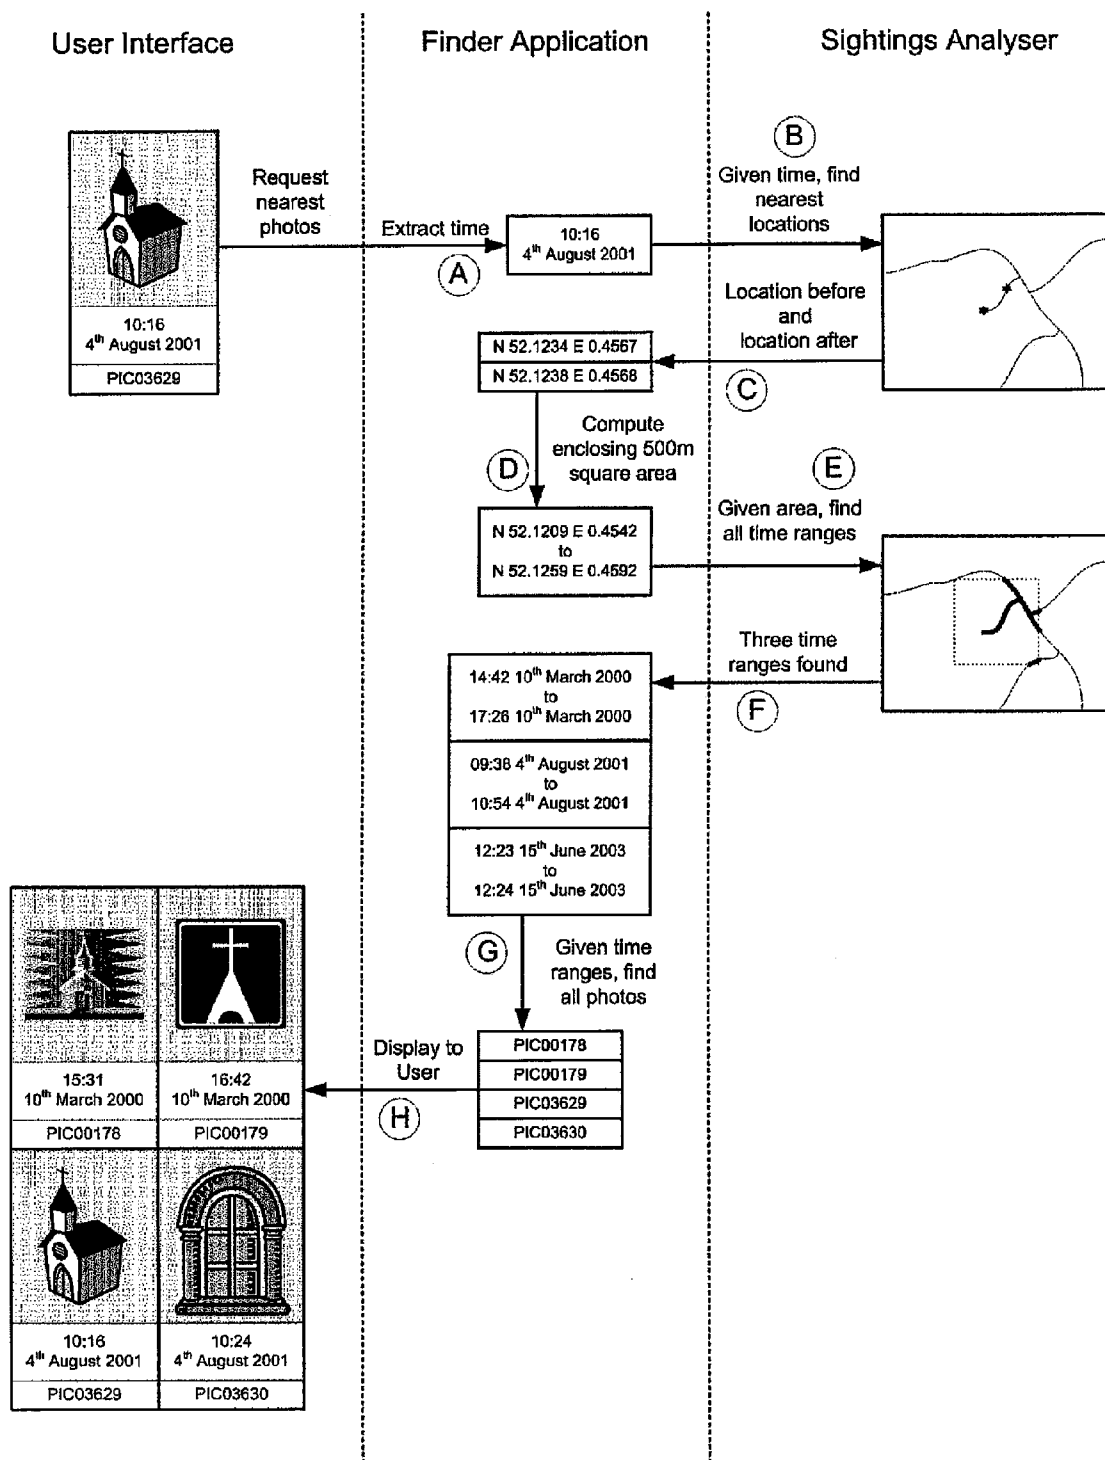 User Interface
Finder Application
Sightings Analyser
Request
nearest
photos
10:16
4th August 2001
PIC03629
Extract time
A
10:16
4th August 2001
B
Given time, find
nearest
locations
Location before
and
location after
C
N 52.1234 E 0.4567
N 52.1238 E 0.4568
D
Compute
enclosing 500m
square area
N 52.1209 E 0.4542
to
N 52.1259 E 0.4592
E
Given area, find
all time ranges
Three time
ranges found
F
14:42 10th March 2000
to
17:26 10th March 2000
09:38 4th August 2001
to
10:54 4th August 2001
12:23 15th June 2003
to
12:24 15th June 2003
G
Given time
ranges, find
all photos
PIC00178
PIC00179
PIC03629
PIC03630
Display to
User
H
15:31
10th March 2000
PIC00178
16:42
10th March 2000
PIC00179
10:16
4th August 2001
PIC03629
10:24
4th August 2001
PIC03630